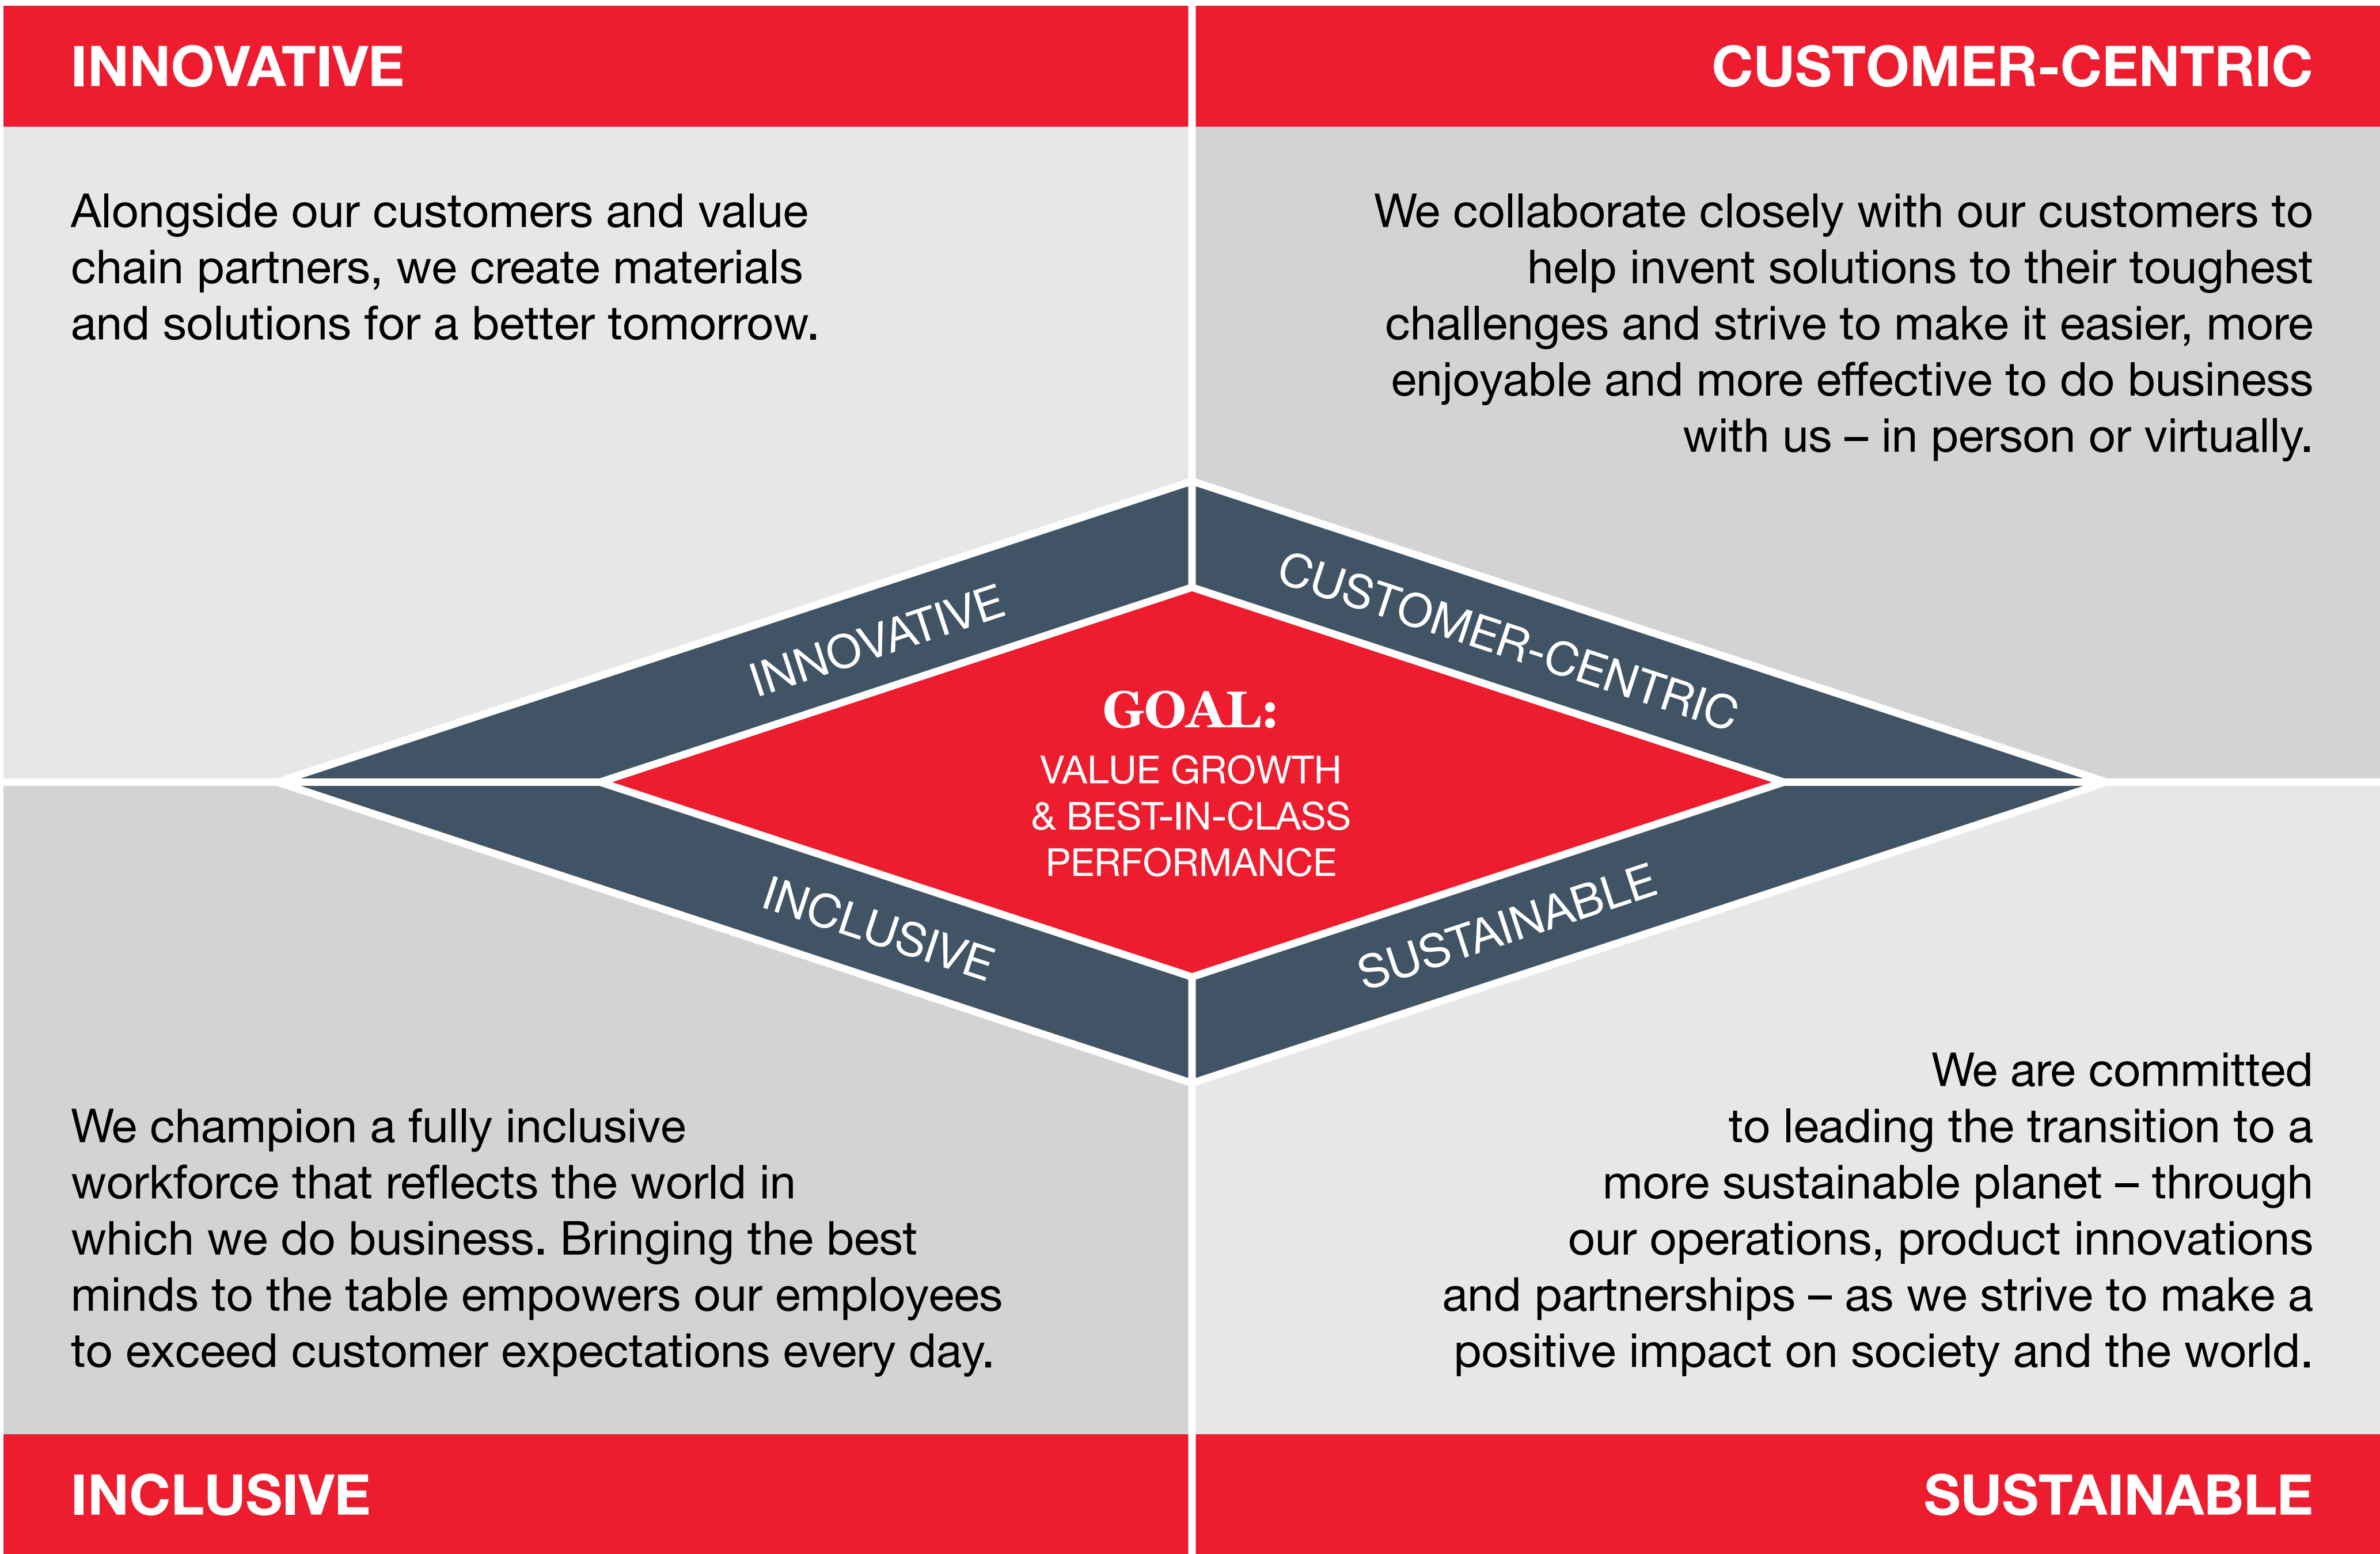 INNOVATIVE
Alongside our customers and value
chain partners, we create materials
and solutions for a better tomorrow.
CUSTOMER-CENTRIC
We collaborate closely with our customers to
help invent solutions to their toughest
challenges and strive to make it easier, more
enjoyable and more effective to do business
with us – in person or virtually.
INNOVATIVE
CUSTOMER-CENTRIC
GOAL:
VALUE GROWTH
& BEST-IN-CLASS
PERFORMANCE
INCLUSIVE
SUSTAINABLE
We champion a fully inclusive
workforce that reflects the world in
which we do business. Bringing the best
minds to the table empowers our employees
to exceed customer expectations every day.
INCLUSIVE
We are committed
to leading the transition to a
more sustainable planet – through
our operations, product innovations
and partnerships – as we strive to make a
positive impact on society and the world.
SUSTAINABLE